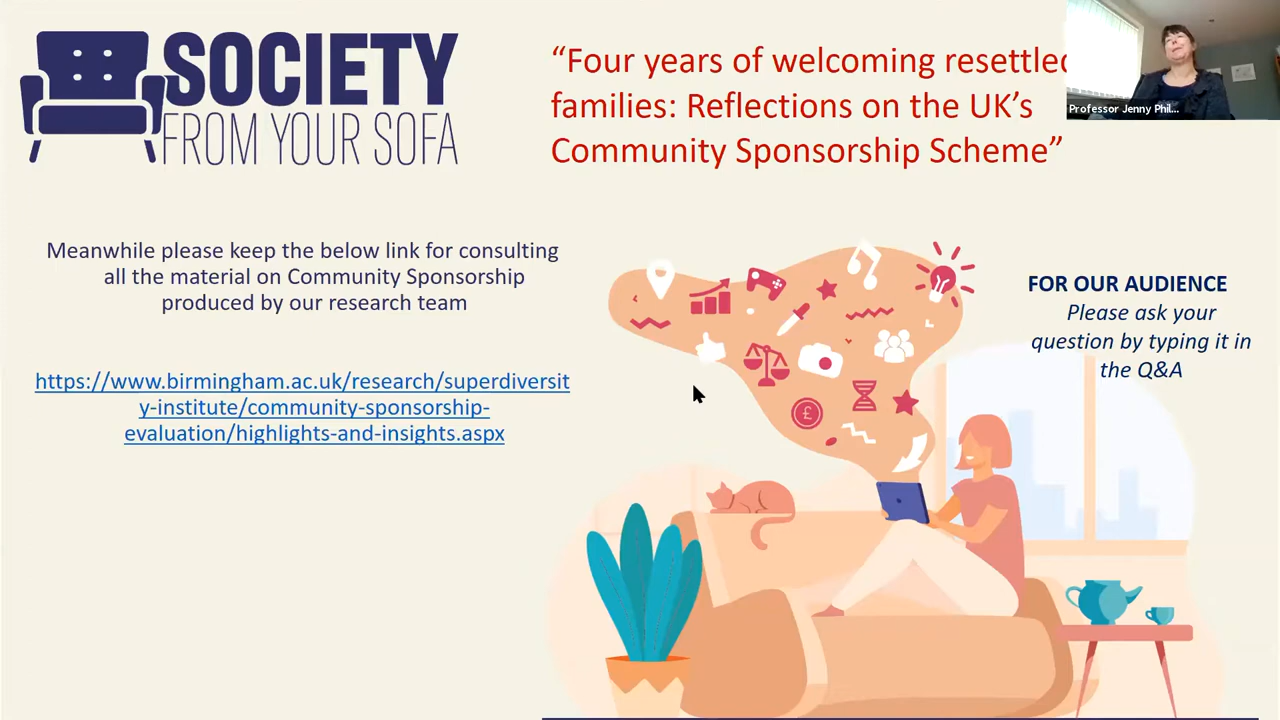 SOCIETY
FROM YOUR SOFA
“Four years of welcoming resettled
families: Reflections on the UK’s
Community Sponsorship Scheme”
Professor Jenny Phil...
Meanwhile please keep the below link for consulting
all the material on Community Sponsorship
produced by our research team
https://www.birmingham.ac.uk/research/superdiversit
y-institute/community-sponsorship-
evaluation/highlights-and-insights.aspx
FOR OUR AUDIENCE
Please ask your
question by typing it in
the Q&A
£